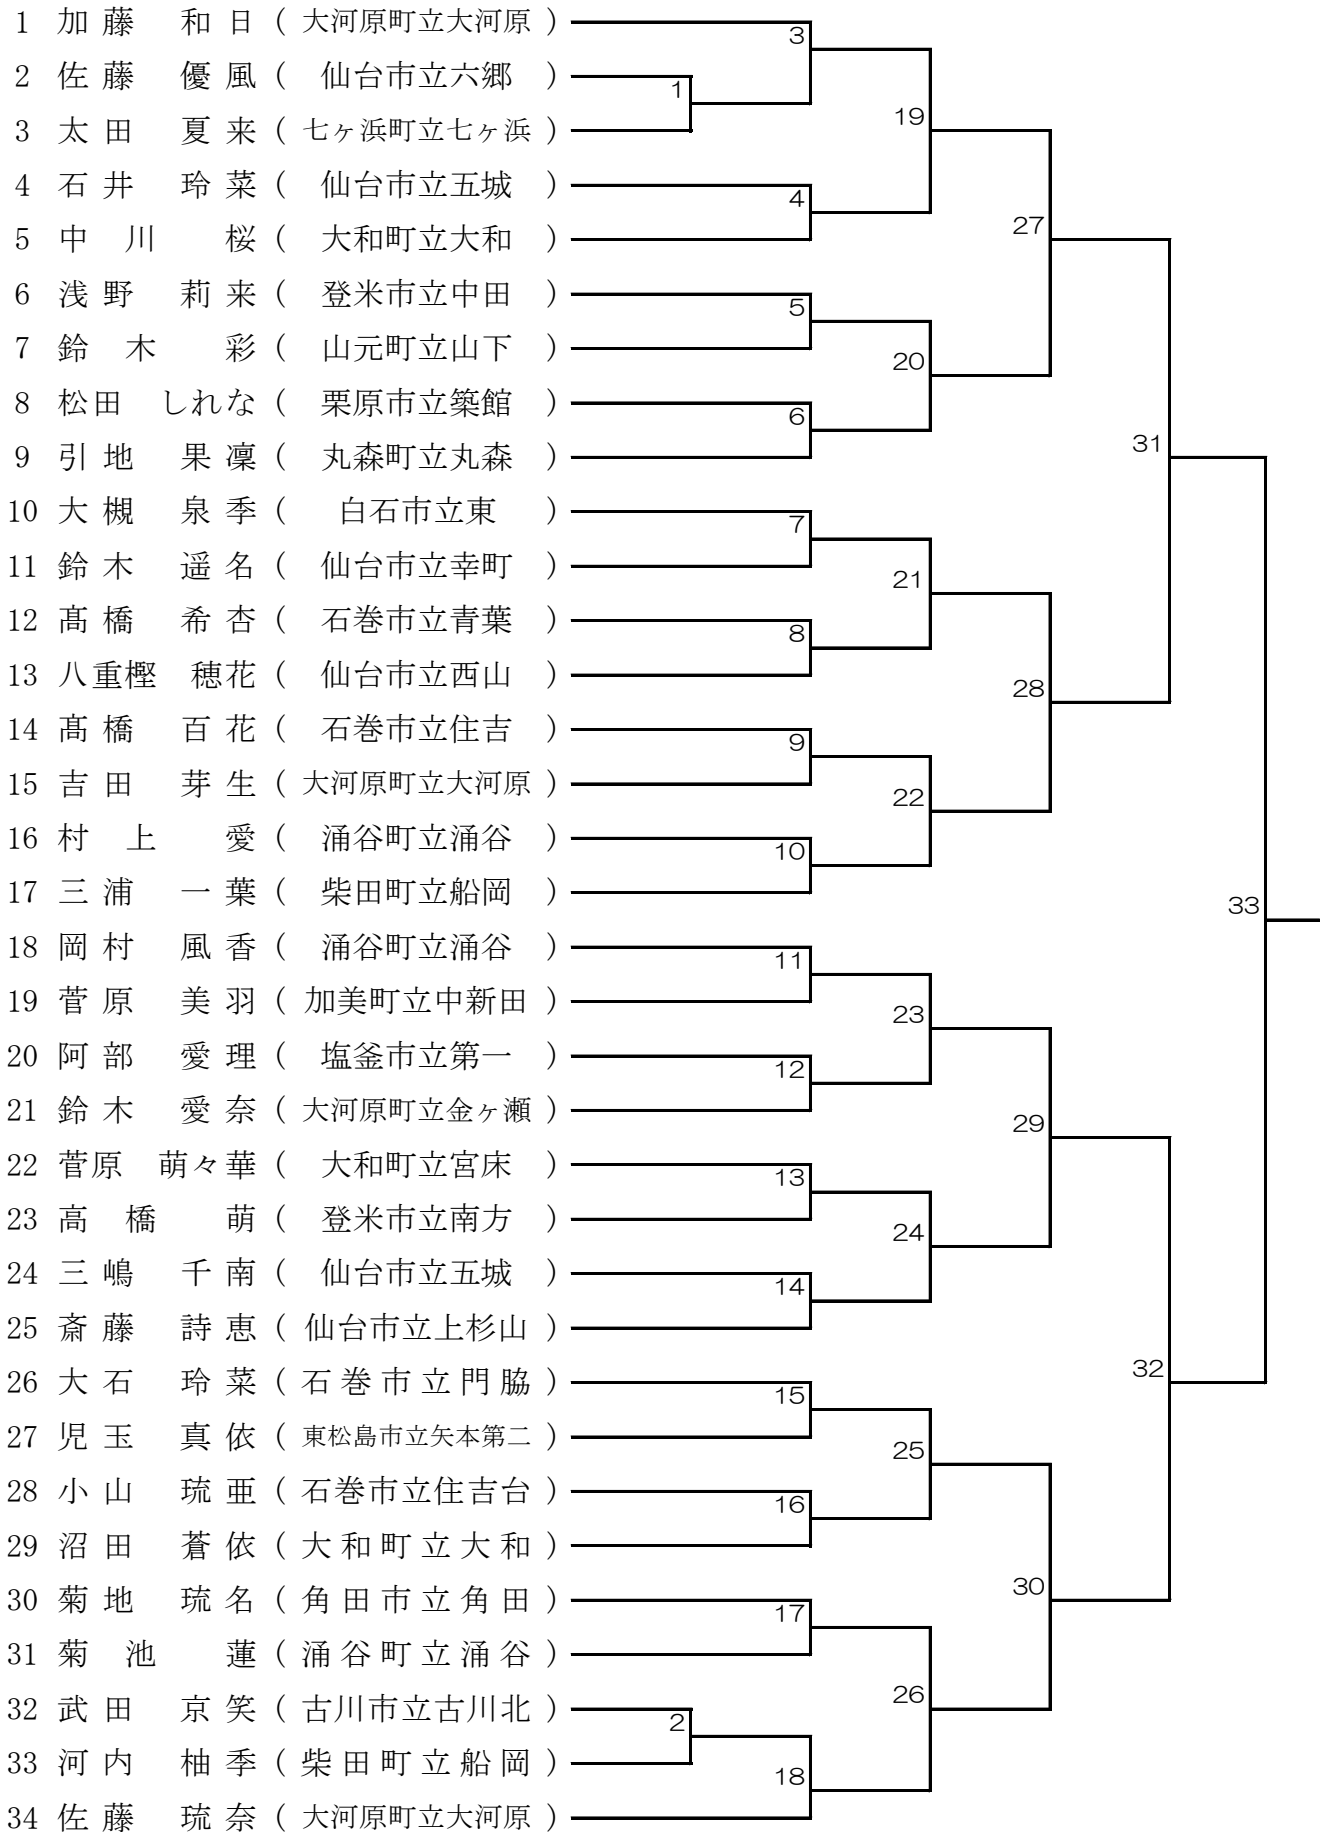 1 加藤 和日 ( 大河原町立大河原 )
3
2 佐藤 優風 ( 仙台市立六郷 )
1
19
3 太田 夏来 ( 七ヶ浜町立七ヶ浜 )
4 石井 玲菜 ( 仙台市立五城 )
4
27
5 中川 桜 ( 大和町立大和 )
6 浅野 莉来 ( 登米市立中田 )
5
7 鈴木 彩 ( 山元町立山下 )
20
8 松田 しれな ( 栗原市立築館 )
6
31
9 引地 果凜 ( 丸森町立丸森 )
10 大槻 泉季 ( 白石市立東 )
7
11 鈴木 遥名 ( 仙台市立幸町 )
21
12 髙橋 希杏 ( 石巻市立青葉 )
8
13 八重樫 穂花 ( 仙台市立西山 )
28
14 髙橋 百花 ( 石巻市立住吉 )
9
15 吉田 芽生 ( 大河原町立大河原 )
22
16 村上 愛 ( 涌谷町立涌谷 )
10
17 三浦 一葉 ( 柴田町立船岡 )
33
18 岡村 風香 ( 涌谷町立涌谷 )
11
19 菅原 美羽 ( 加美町立中新田 )
23
20 阿部 愛理 ( 塩釜市立第一 )
12
21 鈴木 愛奈 ( 大河原町立金ヶ瀬 )
29
22 菅原 萌々華 ( 大和町立宮床 )
13
23 高橋 萌 ( 登米市立南方 )
24
24 三嶋 千南 ( 仙台市立五城 )
14
25 斎藤 詩恵 ( 仙台市立上杉山 )
32
26 大石 玲菜 ( 石巻市立門脇 )
15
27 児玉 真依 ( 東松島市立矢本第二 )
25
28 小山 琉亜 ( 石巻市立住吉台 )
16
29 沼田 蒼依 ( 大和町立大和 )
30
30 菊地 琉名 ( 角田市立角田 )
17
31 菊池 蓮 ( 涌谷町立涌谷 )
26
32 武田 京笑 ( 古川市立古川北 )
2
33 河内 柚季 ( 柴田町立船岡 )
18
34 佐藤 琉奈 ( 大河原町立大河原 )